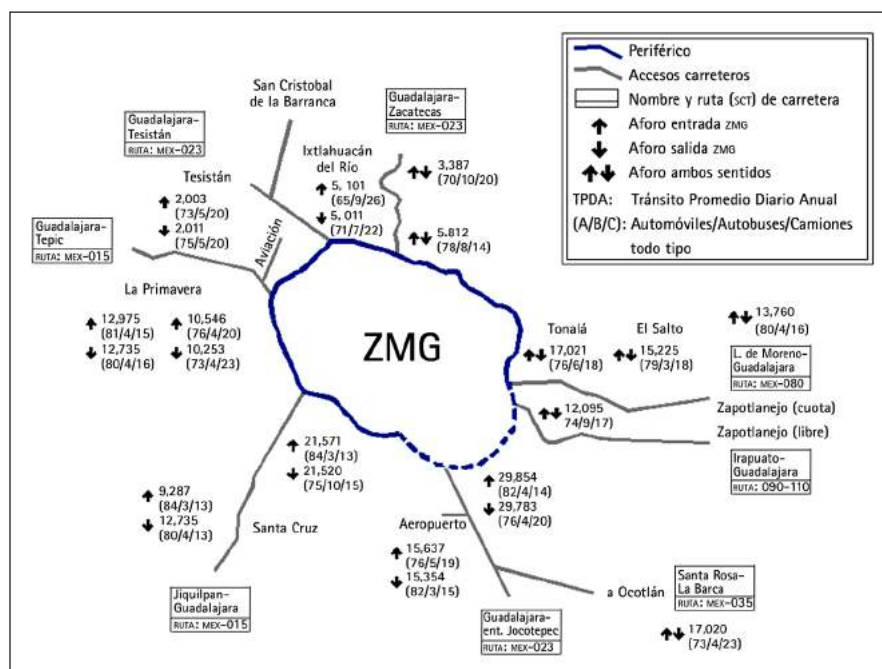 Periférico
Accesos carreteros
Nombre y ruta (SCT) de carretera
Aforo entrada ZMG
Aforo salida ZMG
Aforo ambos sentidos
TPDA: Tránsito Promedio Diario Anual
(A/B/C): Automóviles/Autobuses/Camiones
todo tipo
San Cristobal
de la Barranca
Guadalajara-
Zacatecas
RUTA: MEX-023
Guadalajara-
Tesistán
RUTA: MEX-023
Ixtlahuacán
del Río
5, 101
(65/9/26)
5, 011
(71/7/22)
3,387
(70/10/20)
5.812
(78/8/14)
Tesistán
2,003
(73/5/20)
2,011
(75/5/20)
Guadalajara-
Tepic
RUTA: MEX-015
Aviación
La Primavera
12,975
(81/4/15)
12,735
(80/4/16)
10,546
(76/4/20)
10,253
(73/4/23)
ZMG
Tonalá
17,021
(76/6/18)
El Salto
15,225
(79/3/18)
13,760
(80/4/16)
L. de Moreno-
Guadalajara
RUTA: MEX-080
Zapotlanejo (cuota)
12,095
74/9/17)
Zapotlanejo (libre)
Irapuato-
Guadalajara
RUTA: 090-110
21,571
(84/3/13)
21,520
(75/10/15)
9,287
(84/3/13)
12,735
(80/4/13)
Santa Cruz
Jiquilpan-
Guadalajara
RUTA: MEX-015
29,854
(82/4/14)
29,783
(76/4/20)
Aeropuerto
15,637
(76/5/19)
15,354
(82/3/15)
Guadalajara-
ent. Jocotepec
RUTA: MEX-023
a Ocotlán
Santa Rosa-
La Barca
RUTA: MEX-035
17,020
(73/4/23)